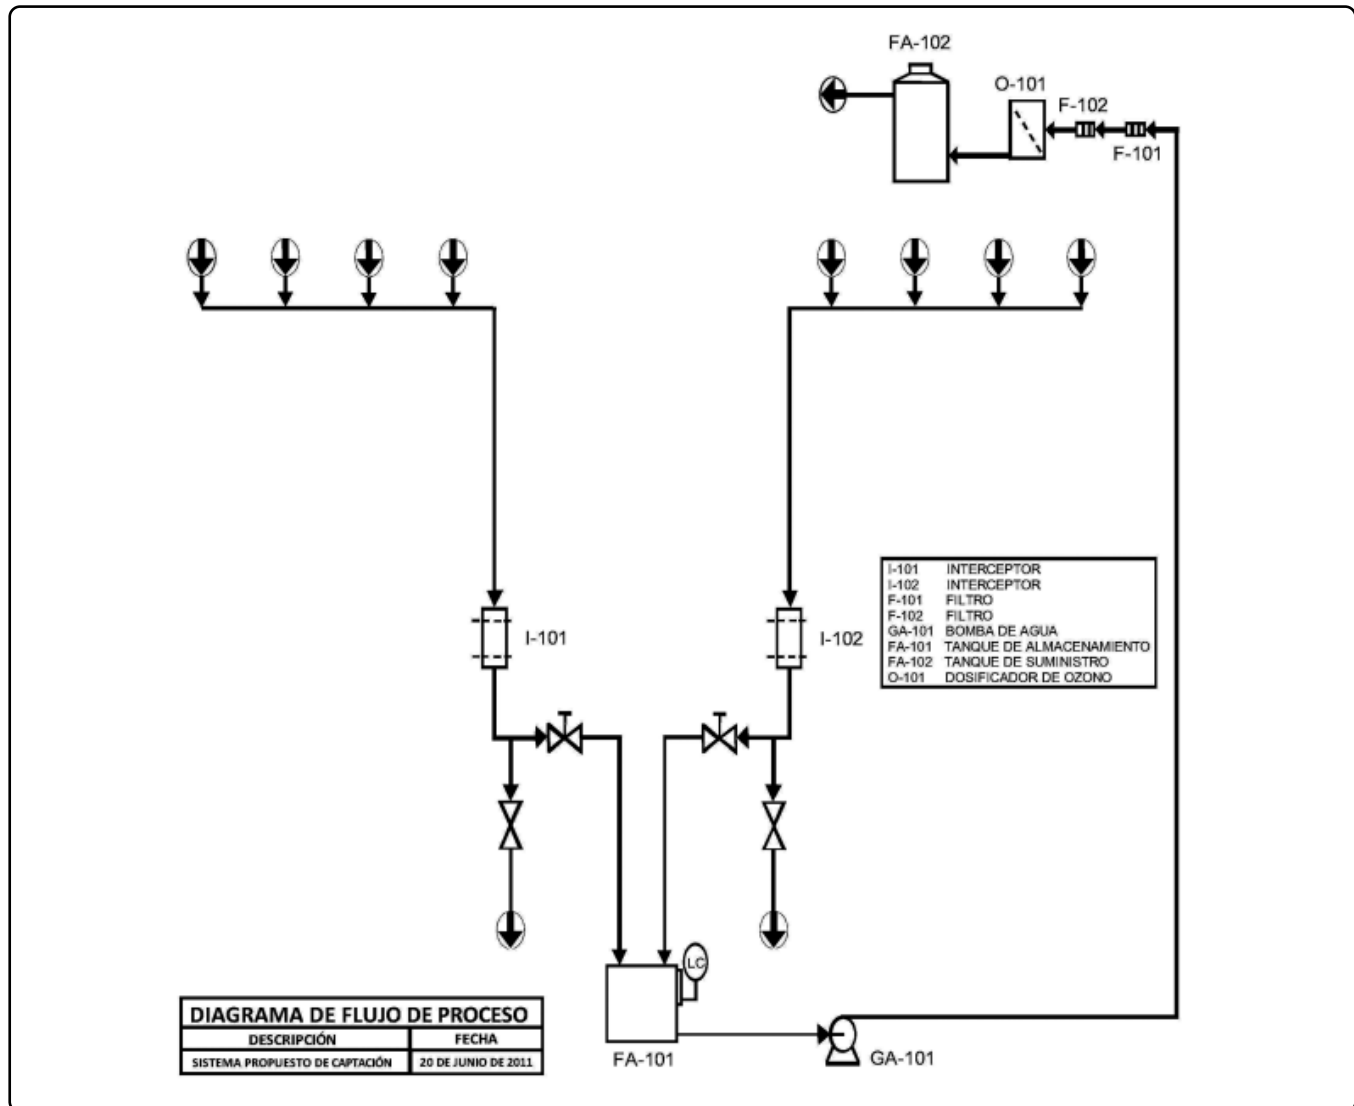 FA-102
O-101
F-102
F-101
I-101
I-102
I-101 INTERCEPTOR
I-102 INTERCEPTOR
F-101 FILTRO
F-102 FILTRO
GA-101 BOMBA DE AGUA
FA-101 TANQUE DE ALMACENAMIENTO
FA-102 TANQUE DE SUMINISTRO
O-101 DOSIFICADOR DE OZONO
LC
FA-101
GA-101
DIAGRAMA DE FLUJO DE PROCESO
DESCRIPCIÓN FECHA
SISTEMA PROPUESTO DE CAPTACIÓN 20 DE JUNIO DE 2011